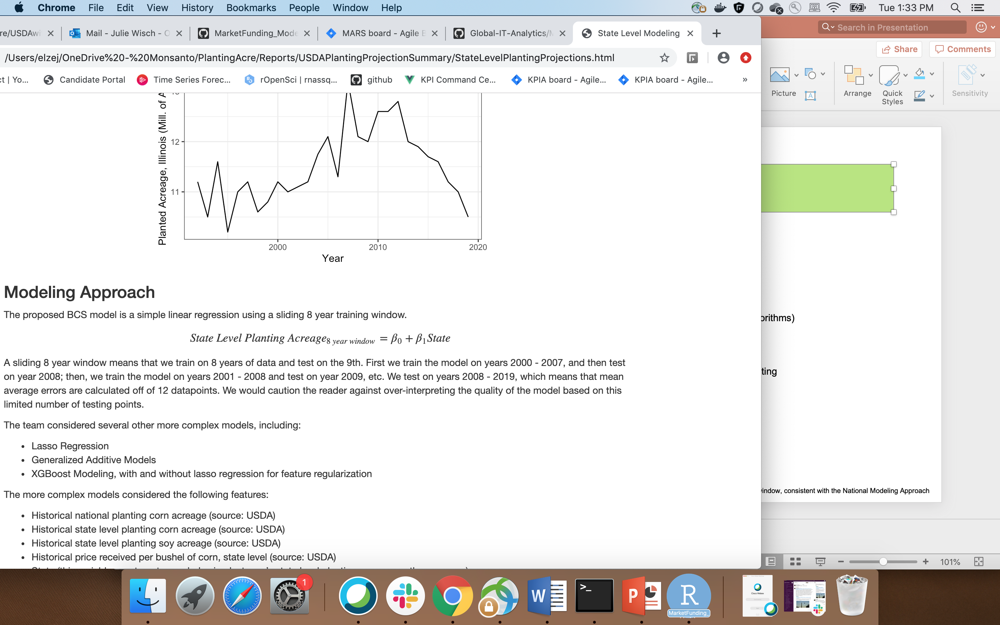 Chrome File Edit View History Bookmarks People Window Help Tue 1:33 PM
re/USDAwi Mail - Julie Wisch - O MarketFunding_Mode MARS board - Agile B Global-IT-Analytics/M State Level Modeling
/Users/elzej/OneDrive%20-%20Monsanto/PlantingAcre/Reports/USDAPlantingProjectionSummary/StateLevelPlantingProjections.html
ct | Yo... Candidate Portal Time Series Forec... rOpenSci | rnassq... github KPI Command Ce... KPIA board - Agile... KPIA board - Agile... »
Search in Presentation
Share Comments
Picture Arrange Quick Styles Sensitivity
Planted Acreage, Illinois (Mill. of A
12
11
2000 2010 2020
Year
Modeling Approach
The proposed BCS model is a simple linear regression using a sliding 8 year training window.
State Level Planting Acreage8 year window = β0 + β1State
A sliding 8 year window means that we train on 8 years of data and test on the 9th. First we train the model on years 2000 - 2007, and then test
on year 2008; then, we train the model on years 2001 - 2008 and test on year 2009, etc. We test on years 2008 - 2019, which means that mean
average errors are calculated off of 12 datapoints. We would caution the reader against over-interpreting the quality of the model based on this
limited number of testing points.
The team considered several other more complex models, including:
• Lasso Regression
• Generalized Additive Models
• XGBoost Modeling, with and without lasso regression for feature regularization
The more complex models considered the following features:
• Historical national planting corn acreage (source: USDA)
• Historical state level planting corn acreage (source: USDA)
• Historical state level planting soy acreage (source: USDA)
• Historical price received per bushel of corn, state level (source: USDA)
orithms)
ting
window, consistent with the National Modeling Approach
101%
1
W
>_
P
R
MarketFunding_
Cisco Webex